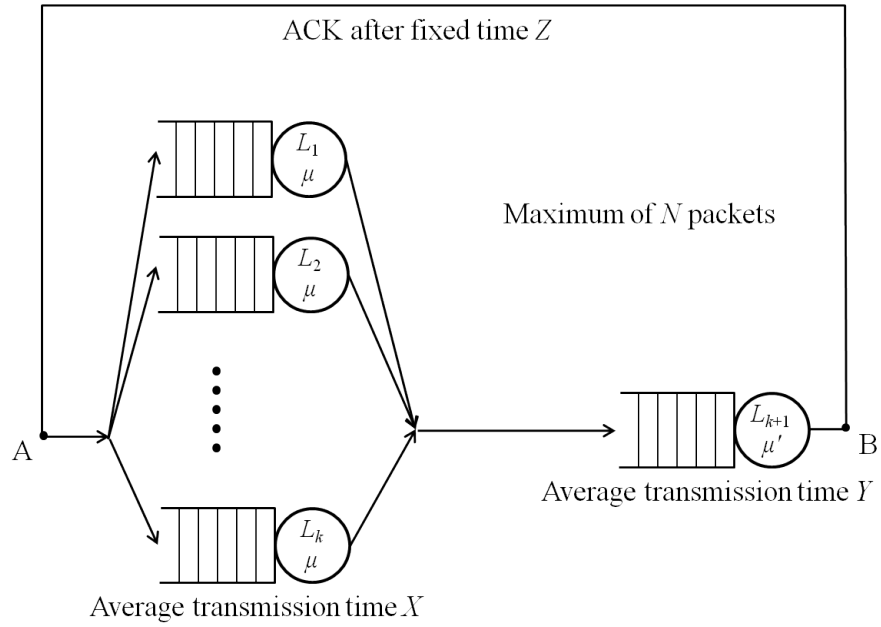 ACK after fixed time Z
L₁
μ
Maximum of N packets
L₂
μ
A
Lₖ₊₁
μ′
B
Average transmission time Y
Lₖ
μ
Average transmission time X